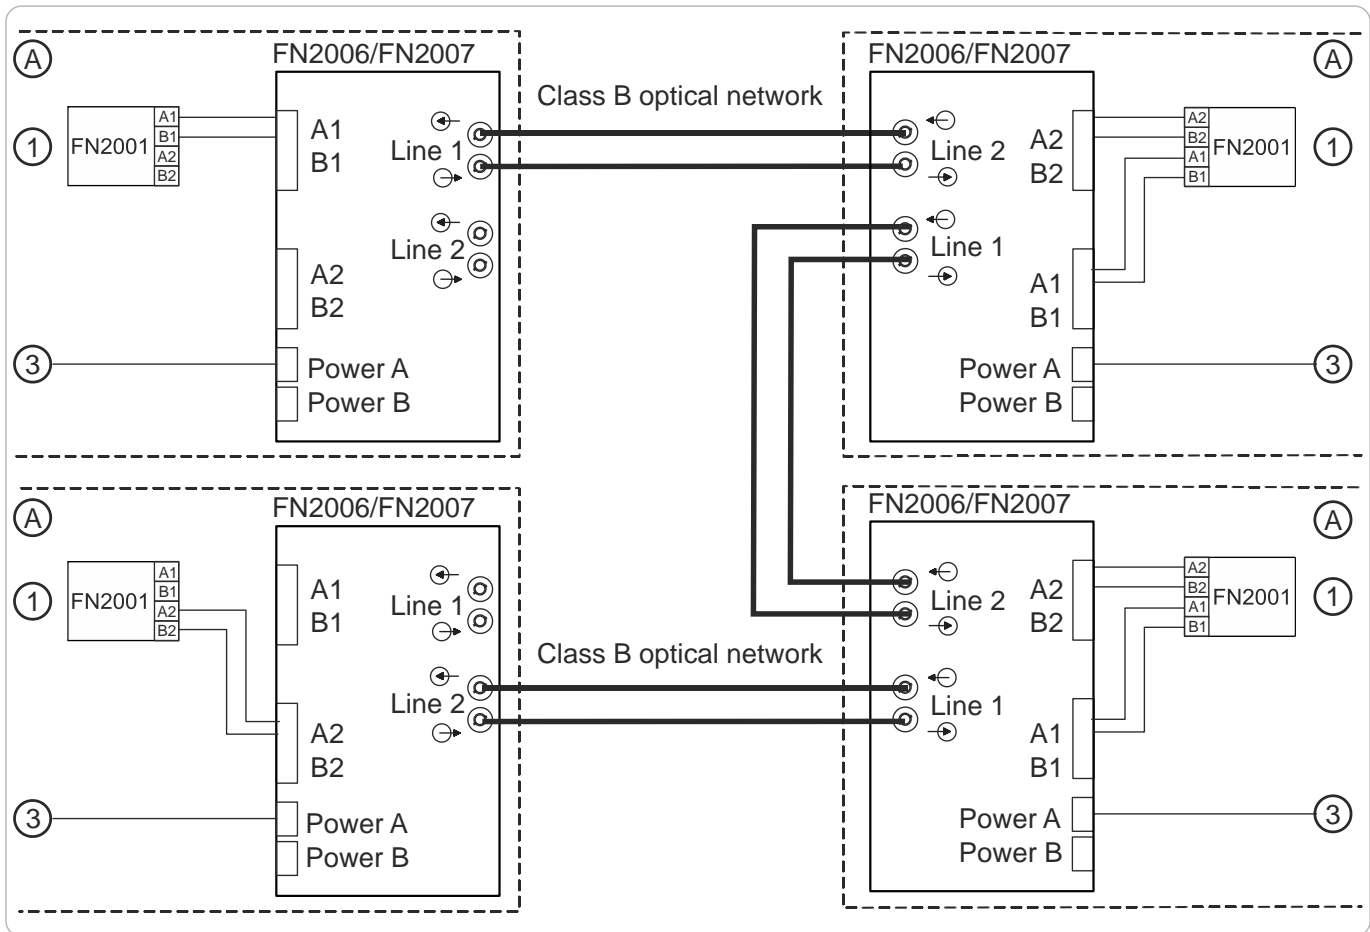 A
FN2006/FN2007
1
FN2001
A1
B1
A2
B2
A1
B1
Line 1
Line 2
A2
B2
3
Power A
Power B
Class B optical network
FN2006/FN2007
A
Line 2
A2
B2
Line 1
A1
B1
A2
B2
A1
B1
FN2001
1
Power A
Power B
3
A
FN2006/FN2007
1
FN2001
A1
B1
A2
B2
A1
B1
Line 1
Line 2
A2
B2
3
Power A
Power B
Class B optical network
FN2006/FN2007
A
Line 2
A2
B2
Line 1
A1
B1
A2
B2
A1
B1
FN2001
1
Power A
Power B
3